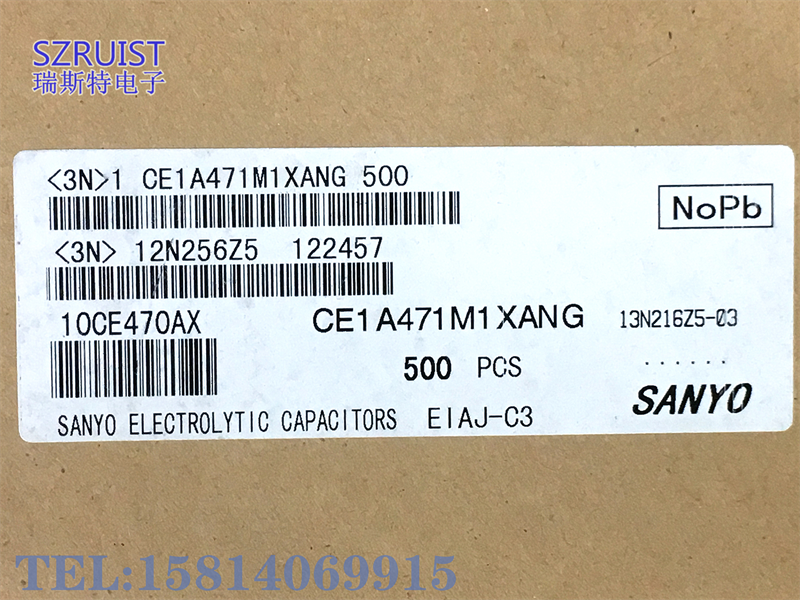 SZRUIST
瑞斯特电子
<3N>1 CE1A471M1XANG 500
NoPb
<3N> 12N256Z5 122457
10CE470AX CE1A471M1XANG 13N216Z5-03
500 PCS ......
SANYO
SANYO ELECTROLYTIC CAPACITORS EIAJ-C3
TEL:15814069915